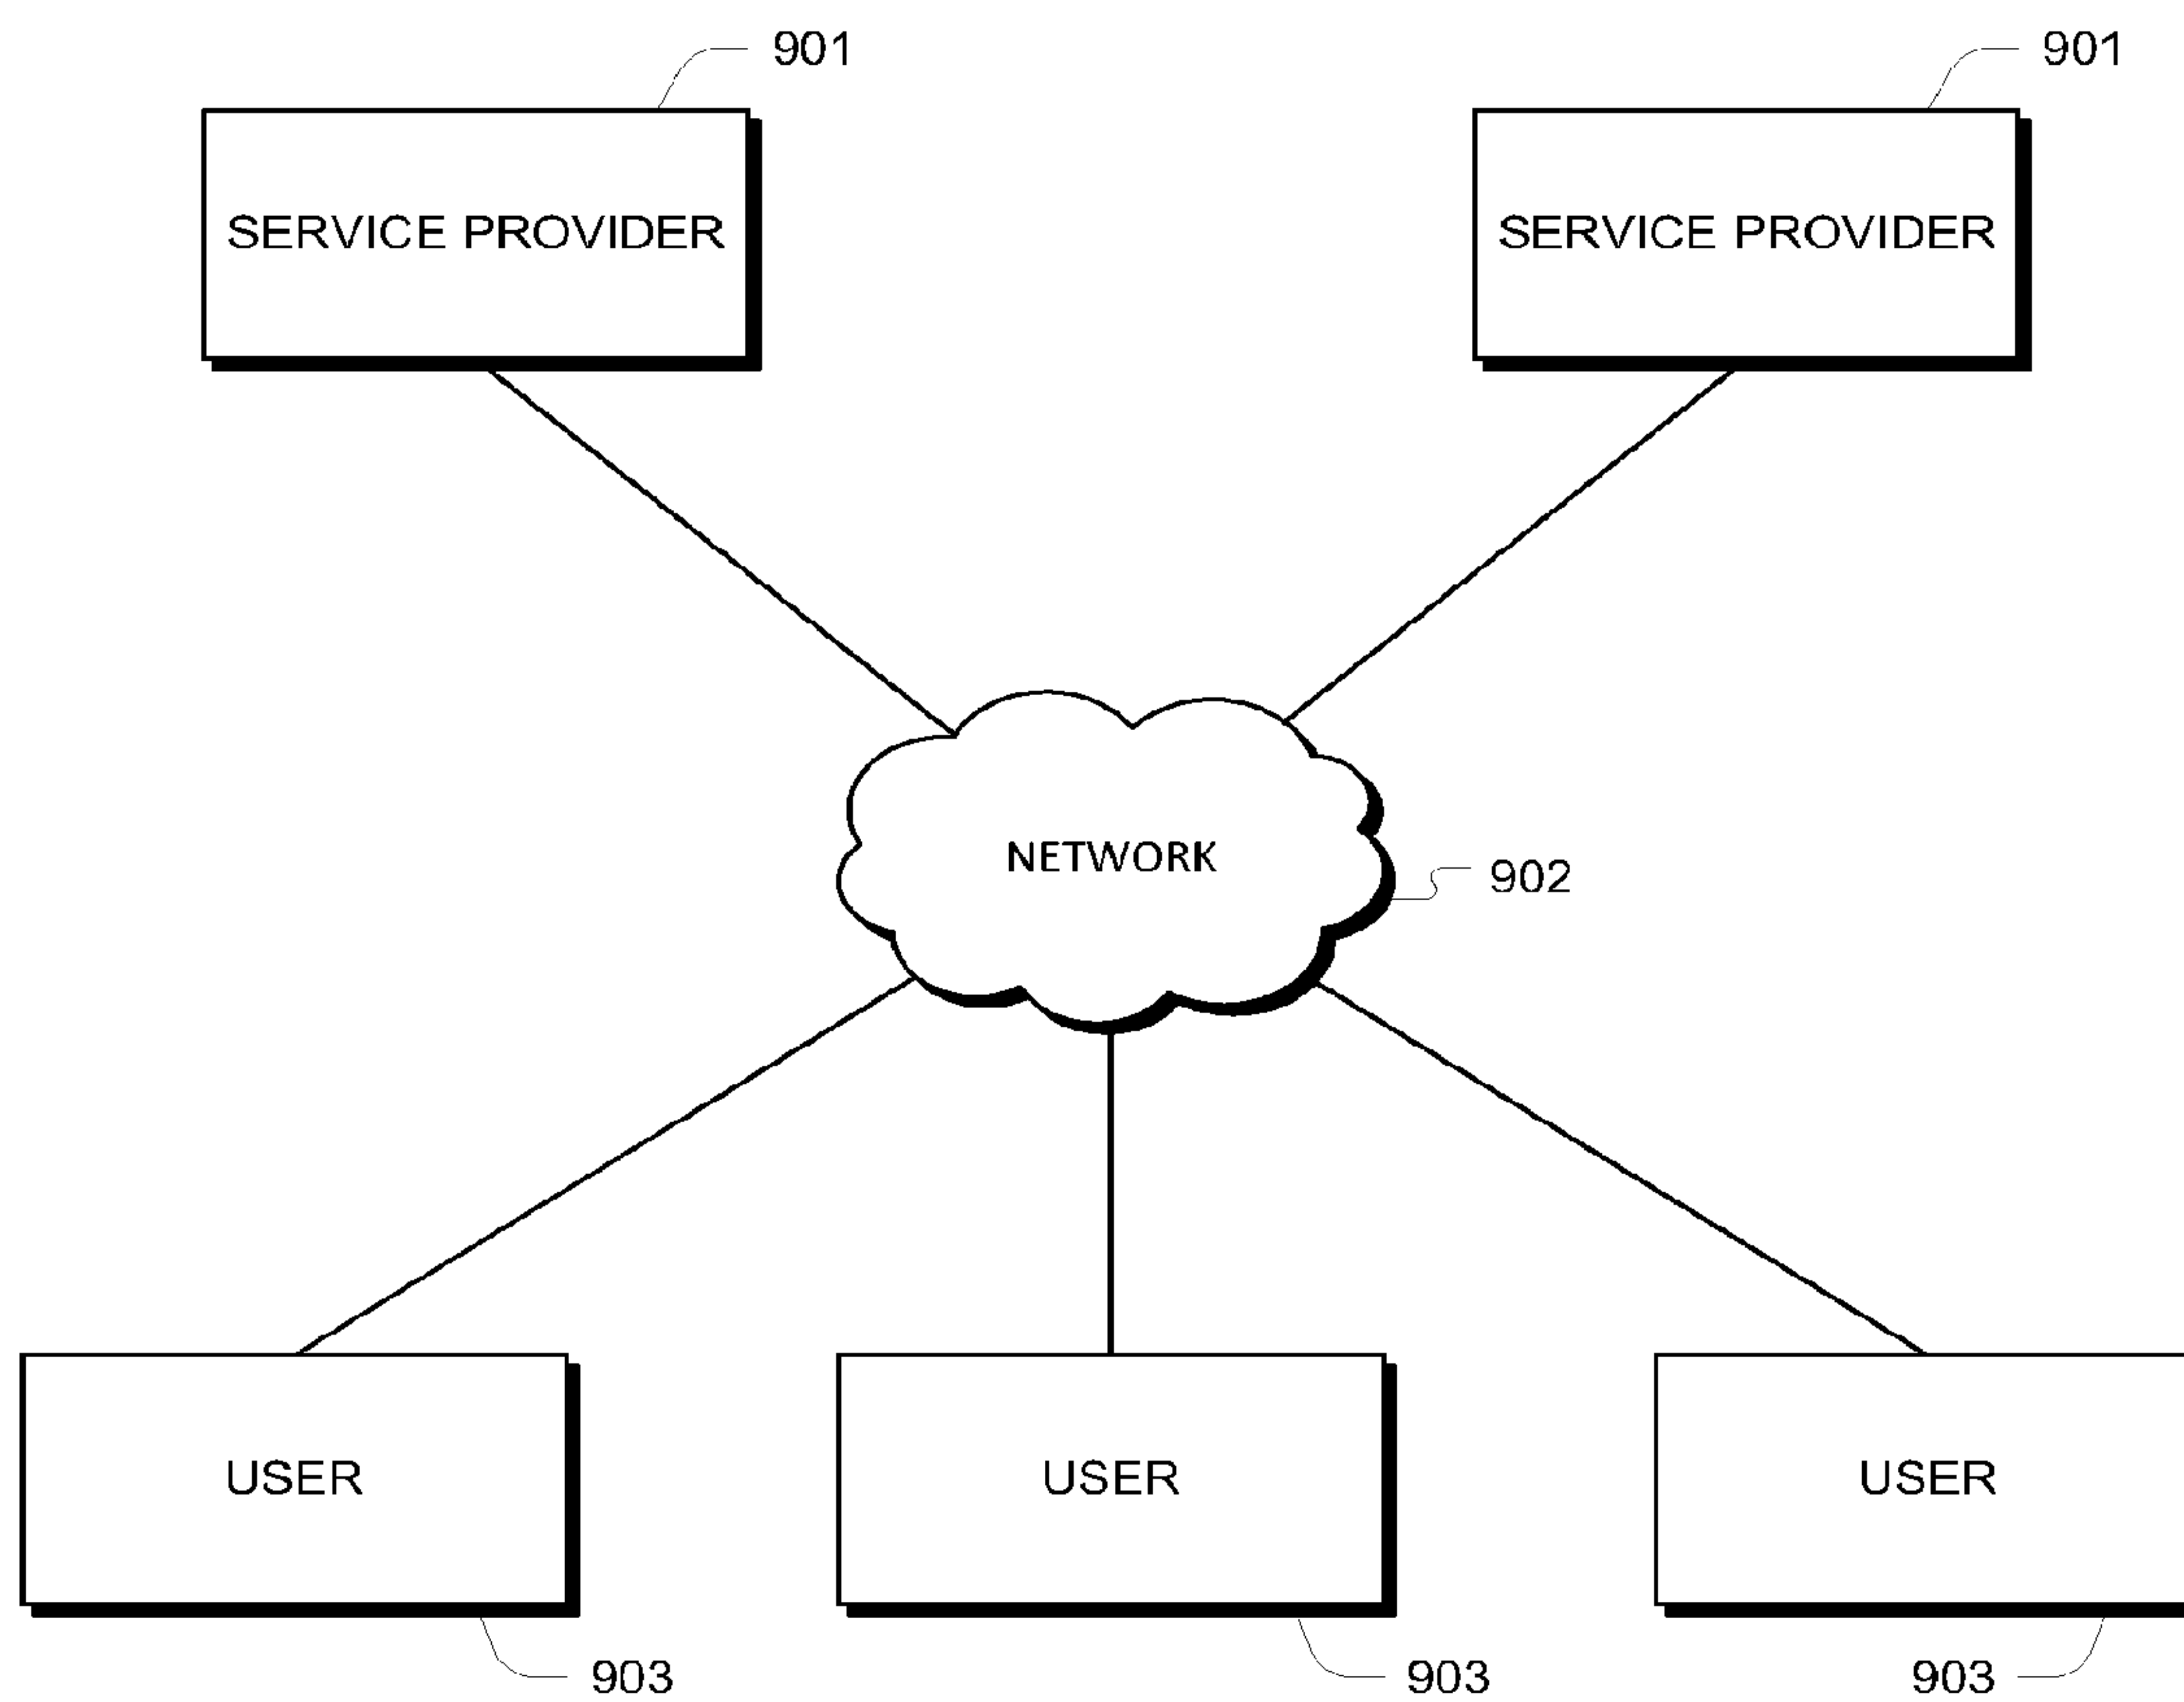 901
901
SERVICE PROVIDER
SERVICE PROVIDER
NETWORK
902
USER
USER
USER
903
903
903